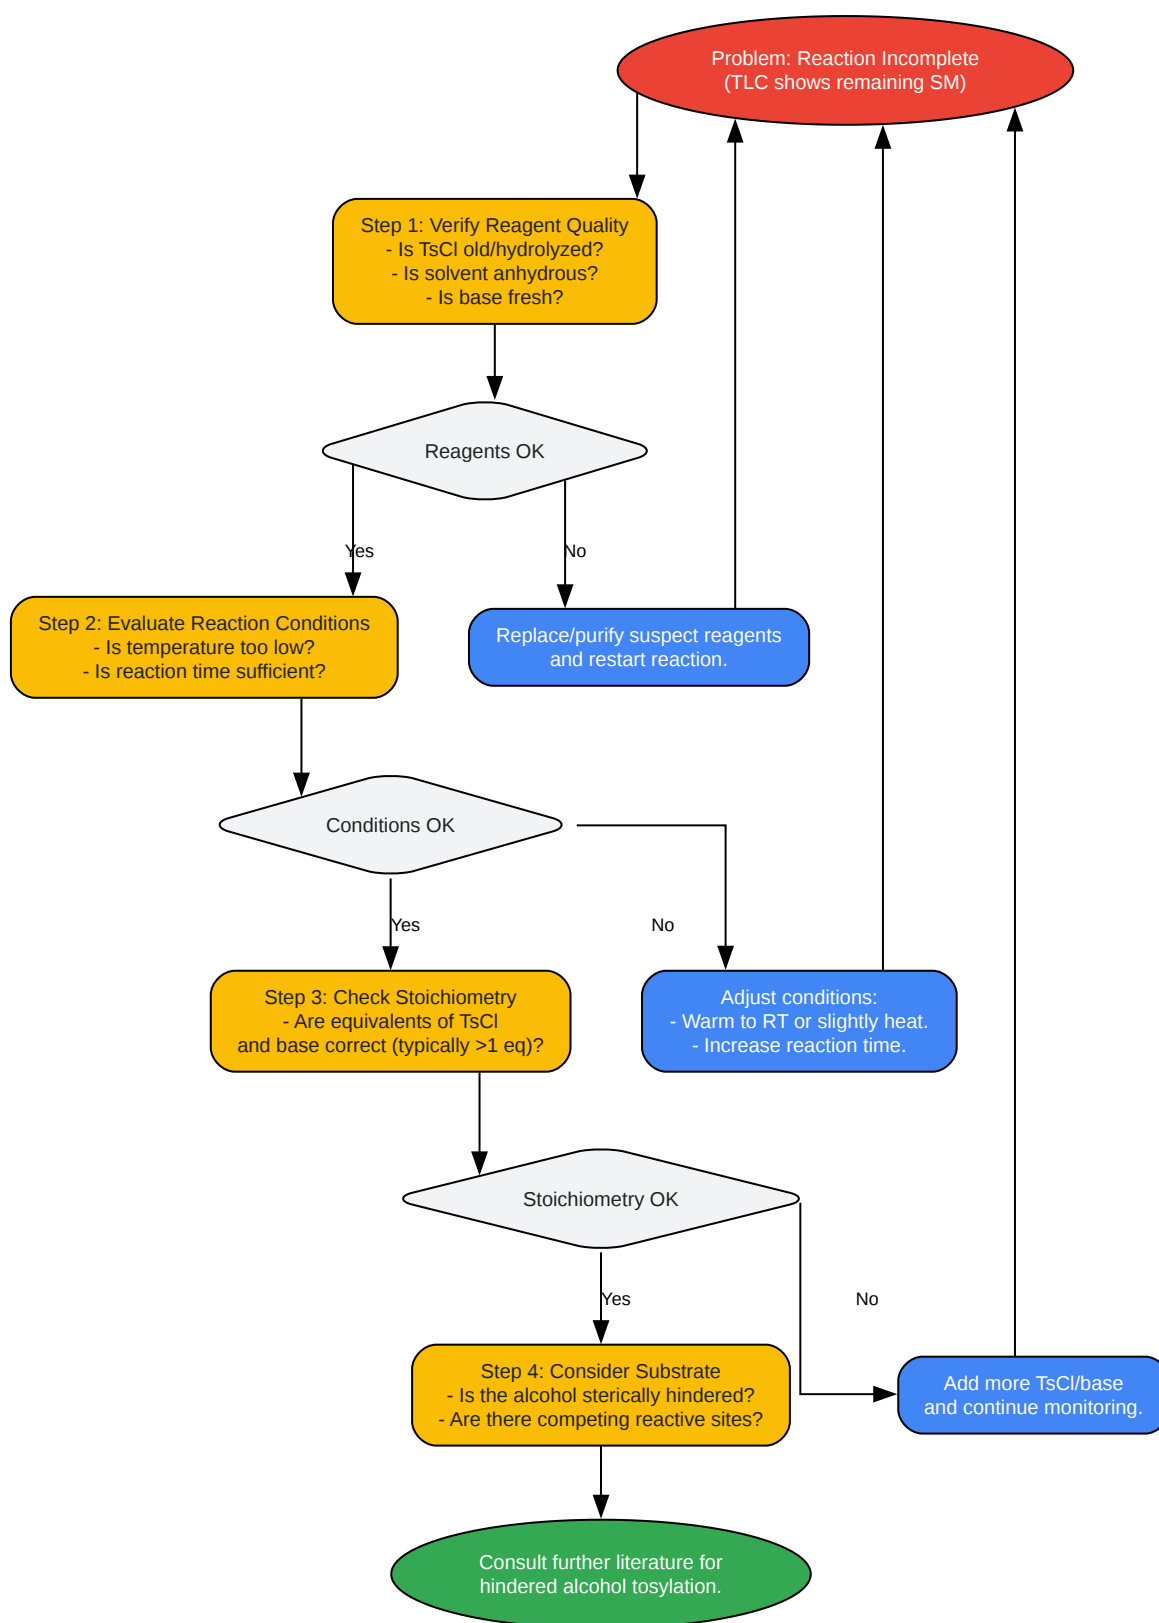 Problem: Reaction Incomplete
(TLC shows remaining SM)
Step 1: Verify Reagent Quality
- Is TsCl old/hydrolyzed?
- Is solvent anhydrous?
- Is base fresh?
Reagents OK
Yes
No
Step 2: Evaluate Reaction Conditions
- Is temperature too low?
- Is reaction time sufficient?
Replace/purify suspect reagents
and restart reaction.
Conditions OK
Yes
No
Step 3: Check Stoichiometry
- Are equivalents of TsCl
and base correct (typically >1 eq)?
Adjust conditions:
- Warm to RT or slightly heat.
- Increase reaction time.
Stoichiometry OK
Yes
No
Step 4: Consider Substrate
- Is the alcohol sterically hindered?
- Are there competing reactive sites?
Add more TsCl/base
and continue monitoring.
Consult further literature for
hindered alcohol tosylation.